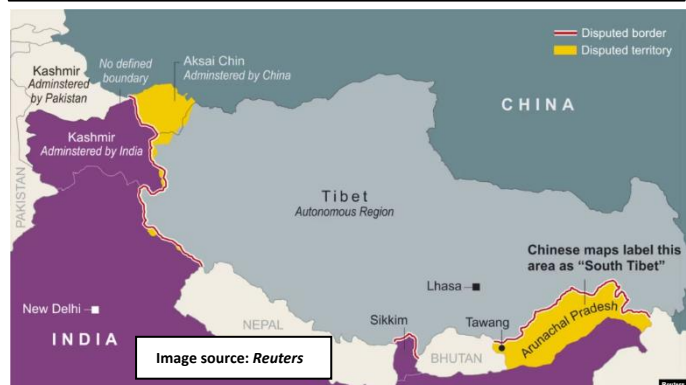 Disputed border
Disputed territory
Kashmir
Adminstered
by Pakistan
No defined
boundary
Aksai Chin
Adminstered by China
CHINA
Kashmir
Adminstered by India
PAKISTAN
Tibet
Autonomous Region
Chinese maps label this
area as “South Tibet”
Lhasa
New Delhi
INDIA
NEPAL
Sikkim
Tawang
Arunachal Pradesh
BHUTAN
Image source: Reuters
Reuters